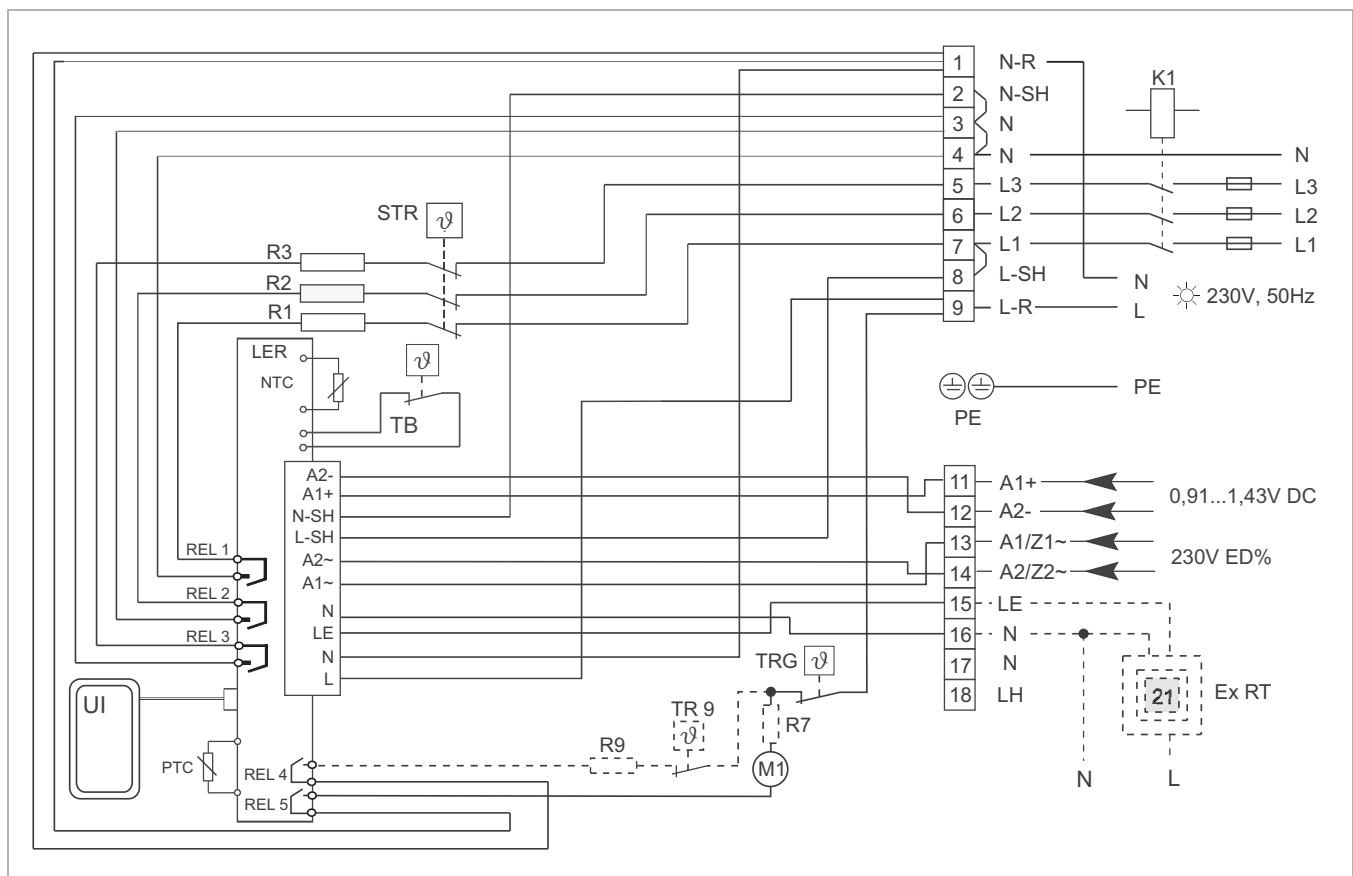 1 N-R
K1
2 N-SH
3 N
4 N N
5 L3 L3
STR ϑ
6 L2 L2
7 L1 L1
R3
8 L-SH
R2
N
230V, 50Hz
9 L-R L
R1
LER
ϑ
NTC
PE
PE
TB
A2-
A1+
N-SH
L-SH
A2~
A1~
N
LE
N
L
11 A1+
0,91...1,43V DC
12 A2-
13 A1/Z1~
230V ED%
14 A2/Z2~
15 LE
16 N
17 N
18 LH
21 Ex RT
N L
REL 1
REL 2
REL 3
UI
TRG ϑ
TR 9
ϑ
R7
R9
M1
PTC
REL 4
REL 5